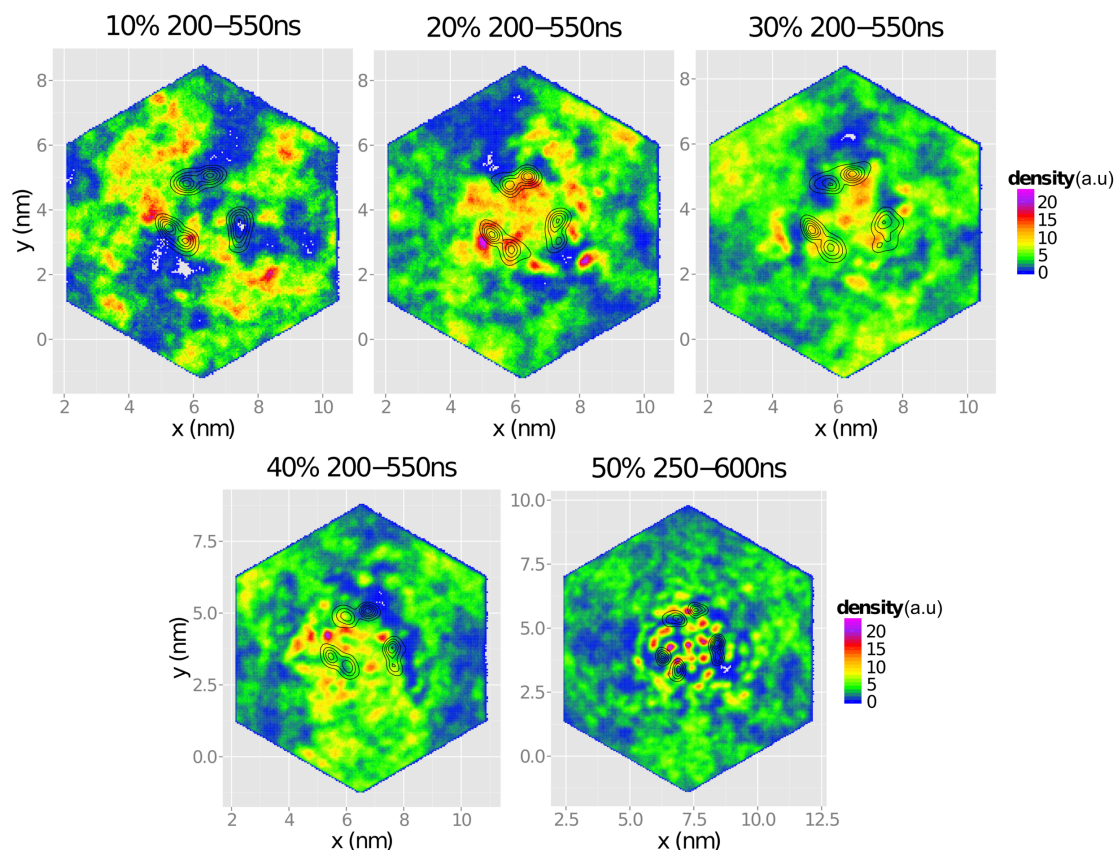 10% 200−550ns
20% 200−550ns
30% 200−550ns
8
6
4
2
0
y (nm)
2 4 6 8 10
x (nm)
8
6
4
2
0
2 4 6 8 10
x (nm)
8
6
4
2
0
2 4 6 8 10
x (nm)
density(a.u)
20
15
10
5
0
40% 200−550ns
50% 250−600ns
7.5
5.0
2.5
0.0
y (nm)
2 4 6 8 10
x (nm)
10.0
7.5
5.0
2.5
0.0
2.5 5.0 7.5 10.0 12.5
x (nm)
density(a.u)
20
15
10
5
0